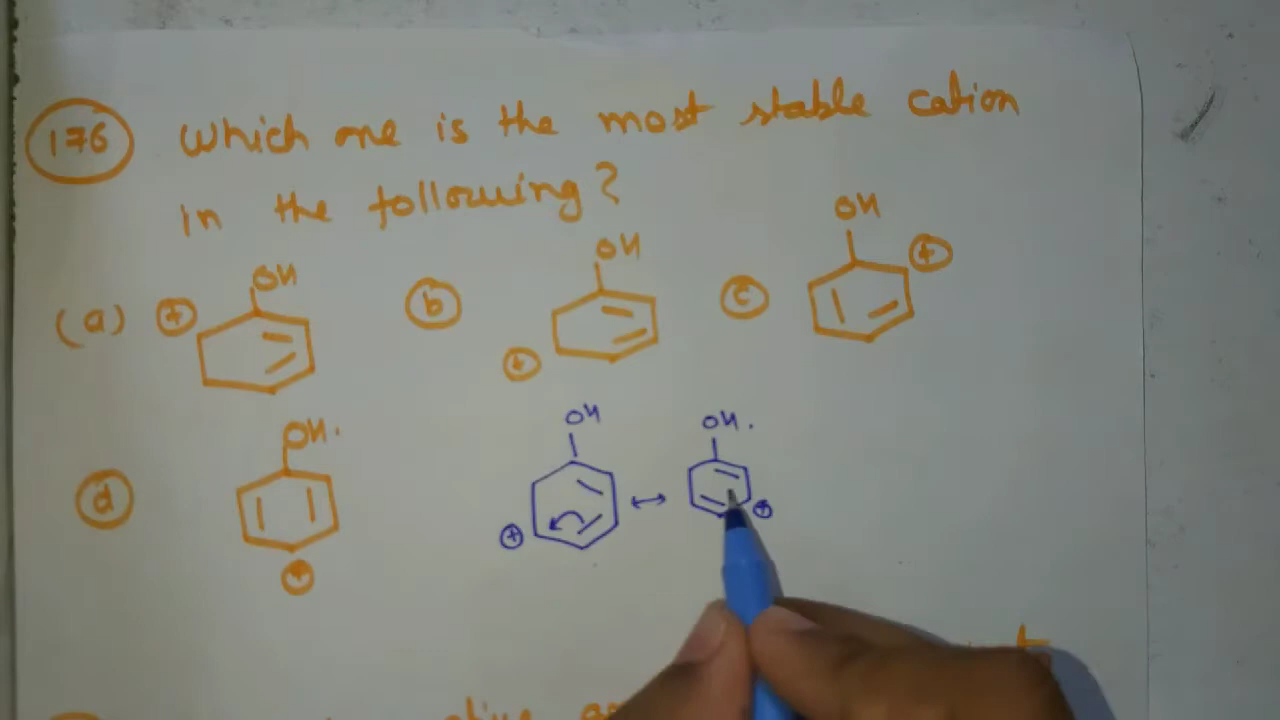 176 Which one is the most stable cation
in the following?
(a) + OH b OH + c OH +
d OH. + OH + OH. +